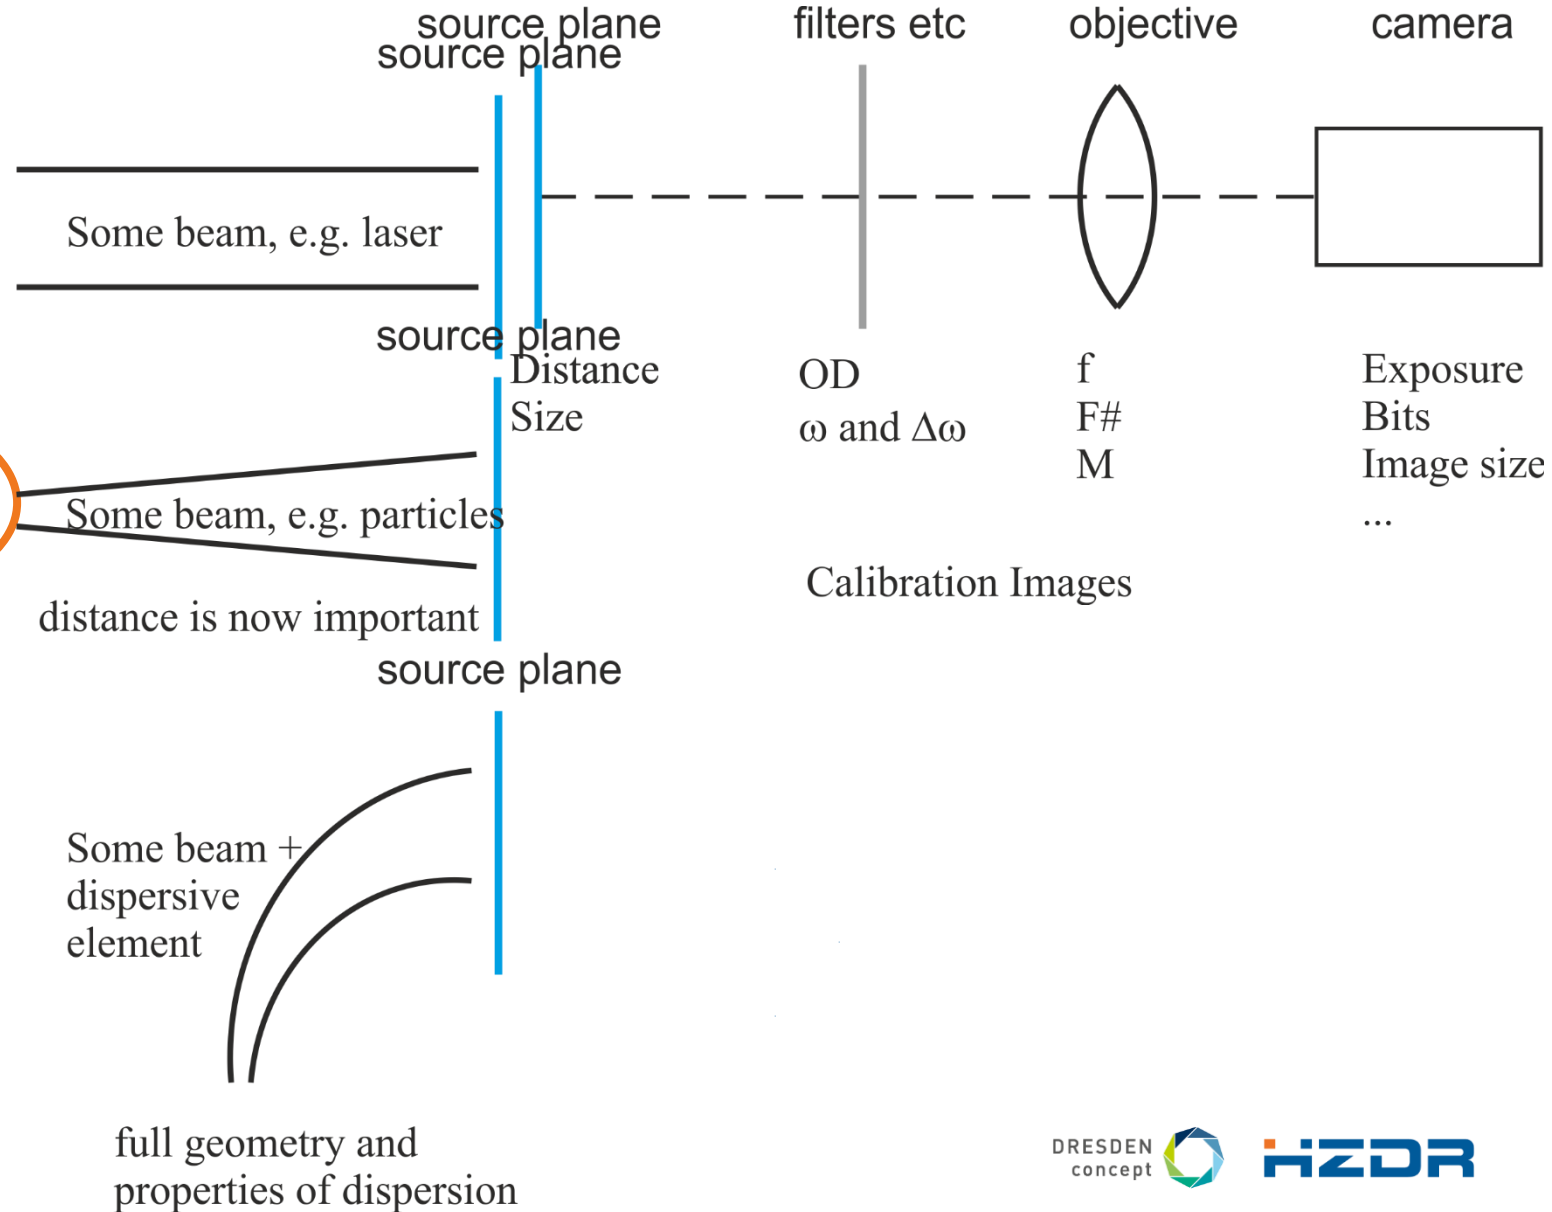 source plane
filters etc
objective
camera
source plane
Some beam, e.g. laser
source plane
Distance
Size
OD
ω and Δω
f
F#
M
Exposure
Bits
Image size
...
Some beam, e.g. particles
distance is now important
Calibration Images
source plane
Some beam +
dispersive
element
full geometry and
properties of dispersion
DRESDEN
concept
HZDR